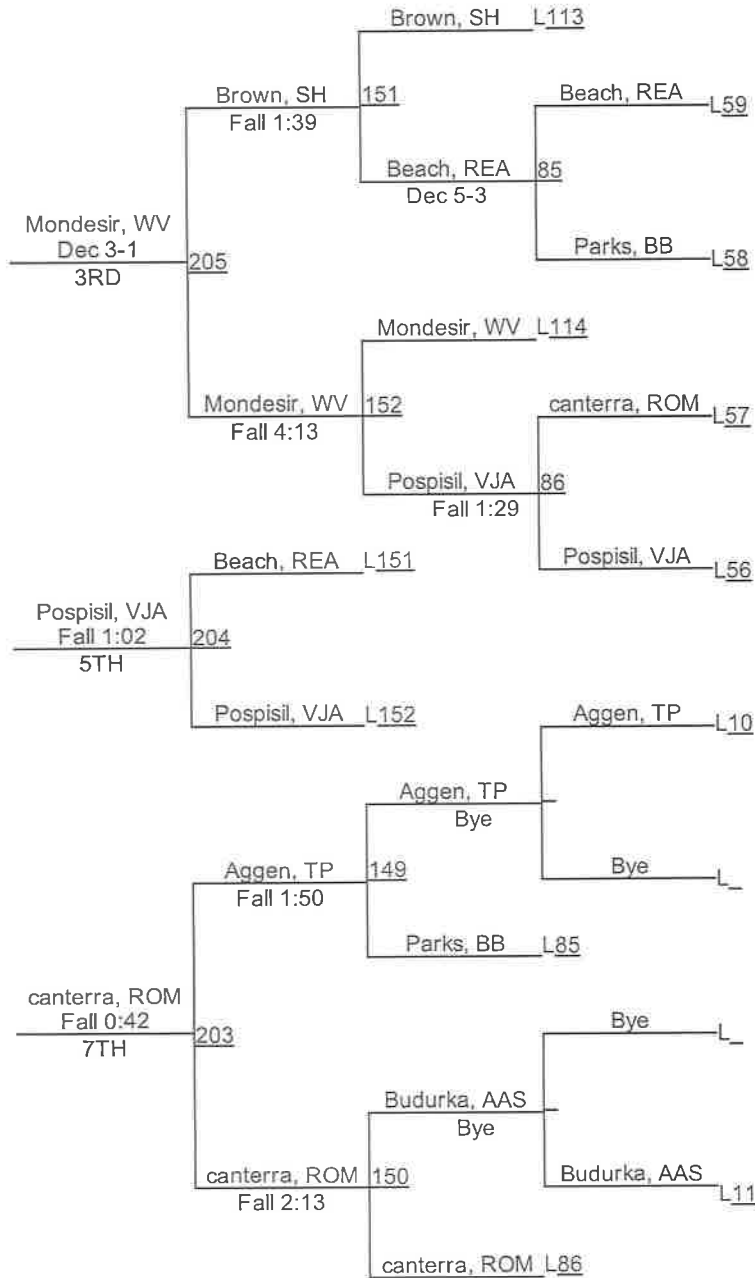 Brown, SH L113
Brown, SH 151
Fall 1:39
Beach, REA L59
Beach, REA 85
Dec 5-3
Mondesir, WV
Dec 3-1
3RD
205
Parks, BB L58
Mondesir, WV L114
Mondesir, WV 152
Fall 4:13
canterra, ROM L57
Pospisil, VJA 86
Fall 1:29
Pospisil, VJA L56
Beach, REA L151
Pospisil, VJA
Fall 1:02
5TH
204
Pospisil, VJA L152
Aggen, TP L10
Aggen, TP
Bye
Aggen, TP 149
Fall 1:50
Bye L_
Parks, BB L85
canterra, ROM
Fall 0:42
7TH
203
Bye L_
Budurka, AAS
Bye
canterra, ROM 150
Fall 2:13
Budurka, AAS L11
canterra, ROM L86